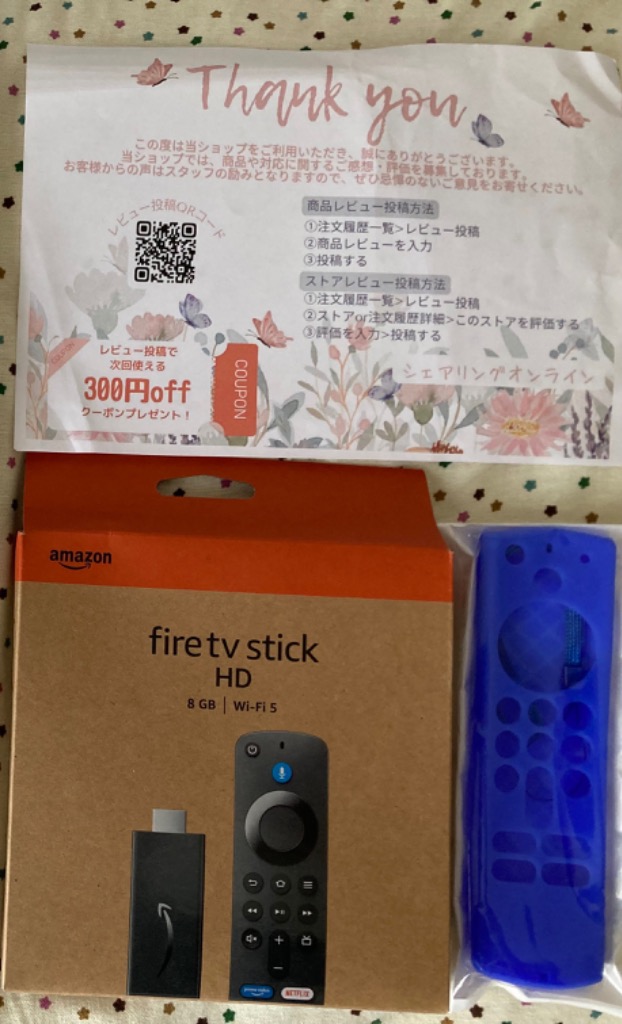 Thank you
この度は当ショップをご利用いただき、誠にありがとうございます。
当ショップでは、商品や対応に関するご感想・評価を募集しております。
お客様からの声はスタッフの励みとなりますので、ぜひ忌憚のないご意見をお寄せください。
レビュー投稿QRコード
商品レビュー投稿方法
①注文履歴一覧>レビュー投稿
②商品レビューを入力
③投稿する
ストアレビュー投稿方法
①注文履歴一覧>レビュー投稿
②ストアor注文履歴詳細>このストアを評価する
③評価を入力>投稿する
COUPON
レビュー投稿で
次回使える
300円off
クーポンプレゼント！
COUPON
シェアリングオンライン
amazon
fire tv stick
HD
8 GB | Wi-Fi 5
prime video
NETFLIX